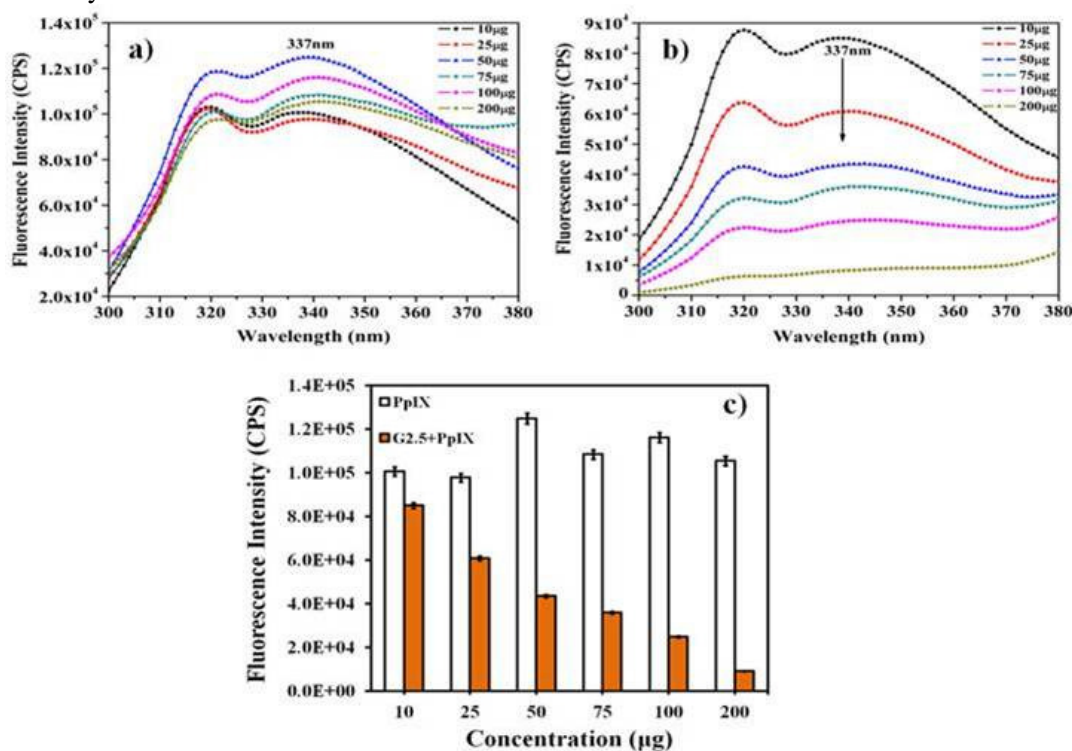 a)
337nm
10µg
25µg
50µg
75µg
100µg
200µg
Fluorescence Intensity (CPS)
1.4x10⁵
1.2x10⁵
1.0x10⁵
8.0x10⁴
6.0x10⁴
4.0x10⁴
2.0x10⁴
300 310 320 330 340 350 360 370 380
Wavelength (nm)
b)
337nm
10µg
25µg
50µg
75µg
100µg
200µg
Fluorescence Intensity (CPS)
9x10⁴
8x10⁴
7x10⁴
6x10⁴
5x10⁴
4x10⁴
3x10⁴
2x10⁴
1x10⁴
0
300 310 320 330 340 350 360 370 380
Wavelength (nm)
c)
PpIX
G2.5+PpIX
Fluorescence Intensity (CPS)
1.4E+05
1.2E+05
1.0E+05
8.0E+04
6.0E+04
4.0E+04
2.0E+04
0.0E+00
10 25 50 75 100 200
Concentration (µg)